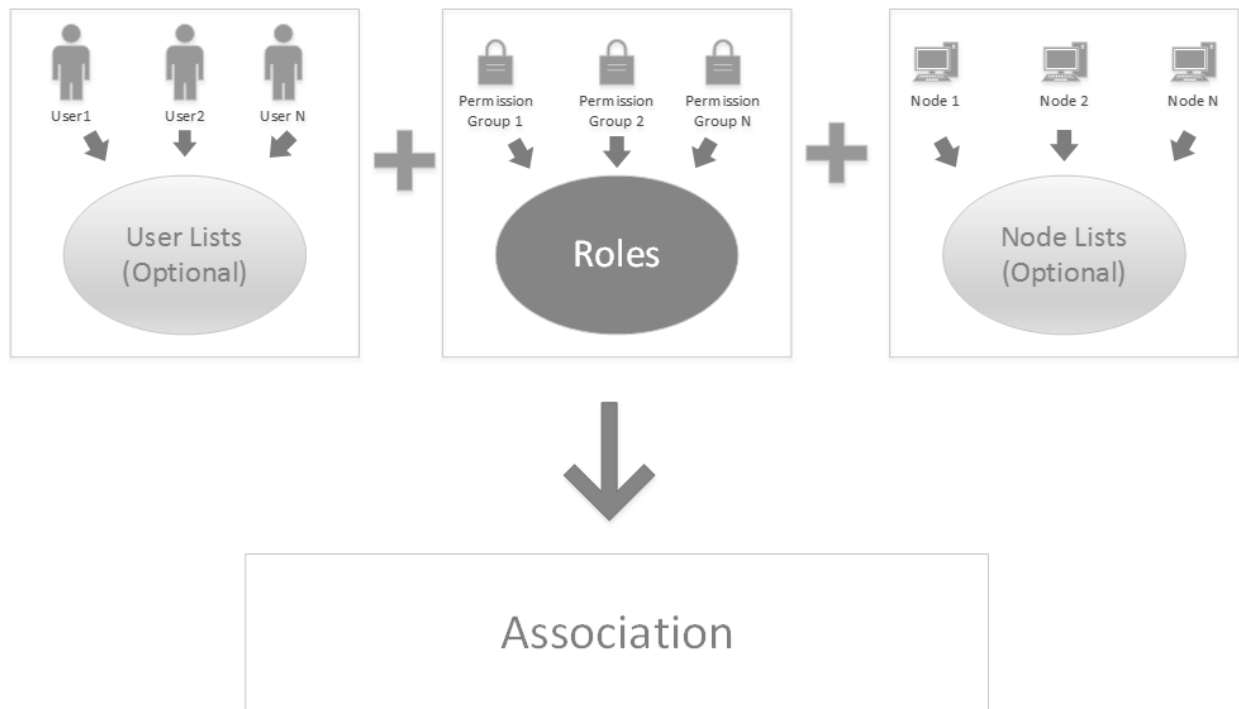 User1
User2
User N
User Lists
(Optional)
Permission
Group 1
Permission
Group 2
Permission
Group N
Roles
Node 1
Node 2
Node N
Node Lists
(Optional)
Association